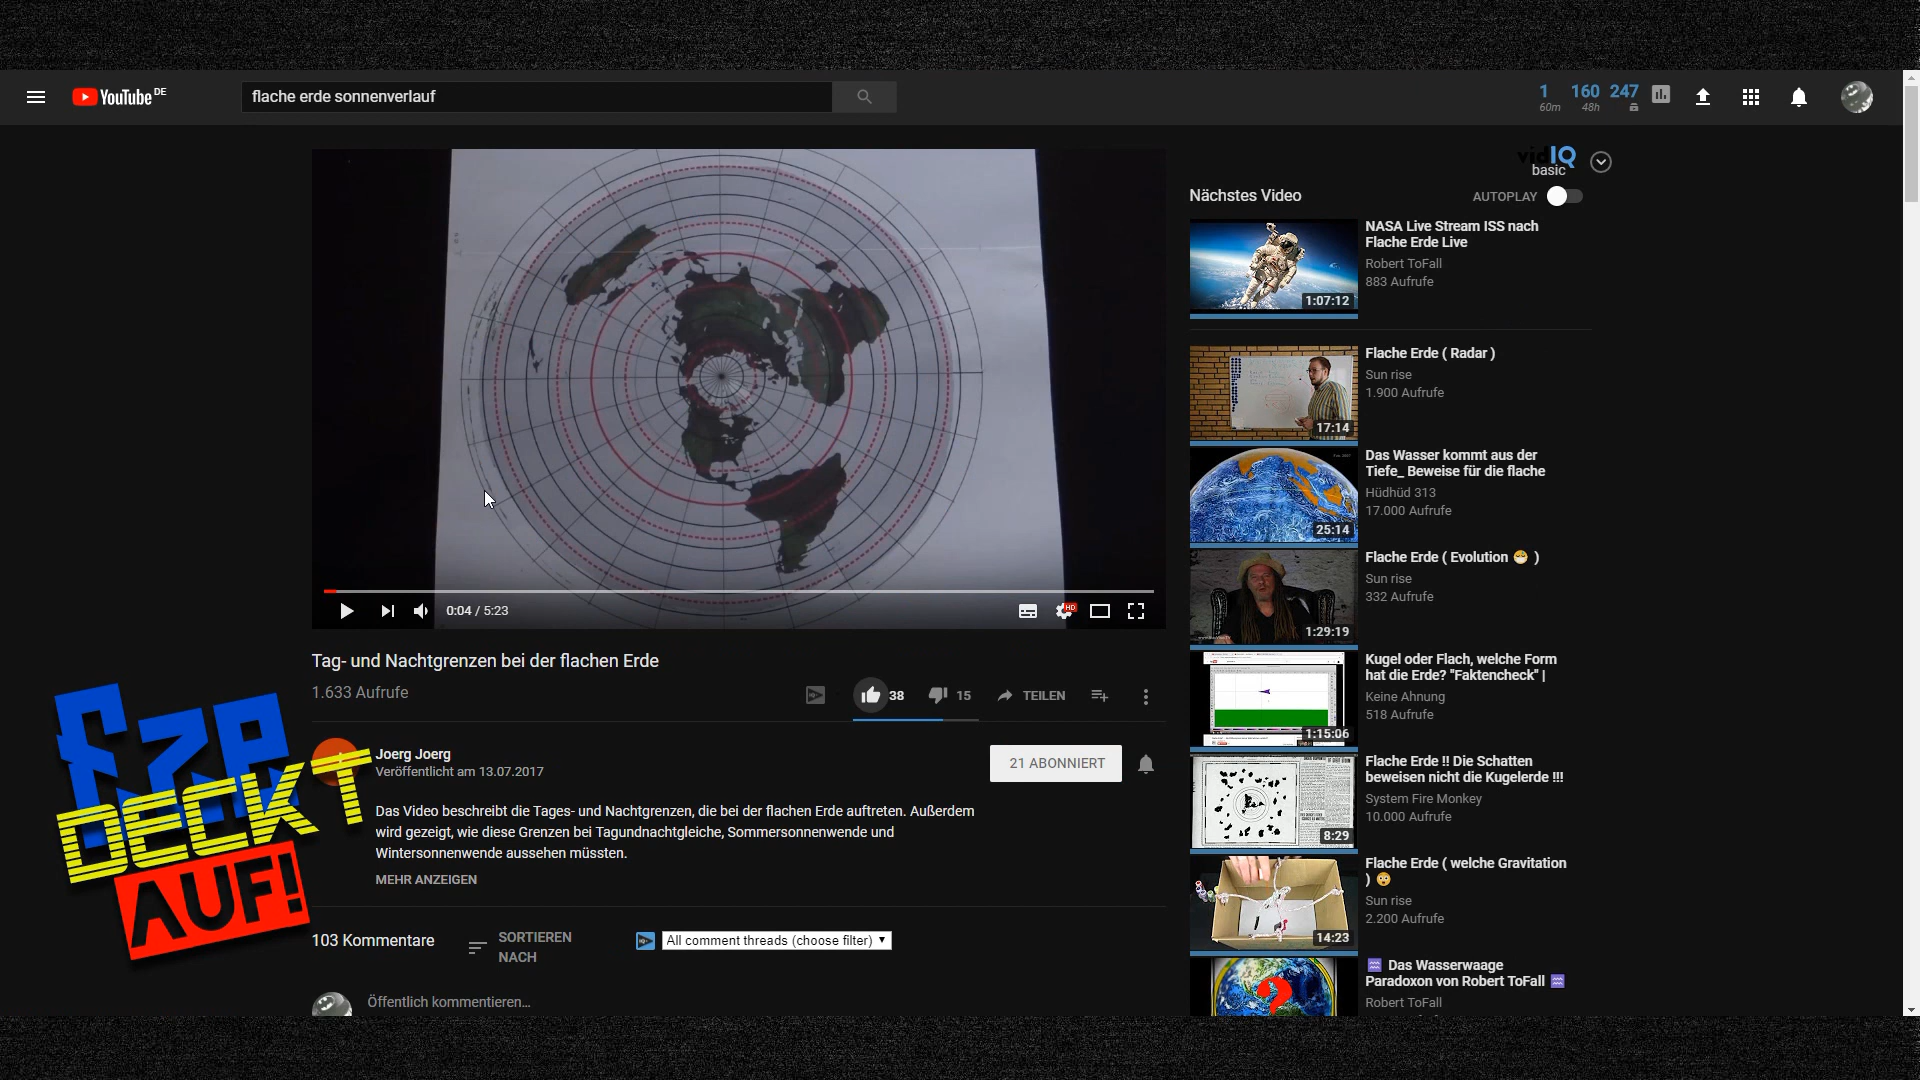 YouTube DE
flache erde sonnenverlauf
1 160 247
60m 48h
vidIQ
basic
Nächstes Video
AUTOPLAY
NASA Live Stream ISS nach
Flache Erde Live
Robert ToFall
883 Aufrufe
1:07:12
Flache Erde ( Radar )
Sun rise
1.900 Aufrufe
17:14
Das Wasser kommt aus der
Tiefe_ Beweise für die flache
Hüdhüd 313
17.000 Aufrufe
25:14
Flache Erde ( Evolution 😷 )
Sun rise
332 Aufrufe
1:29:19
Kugel oder Flach, welche Form
hat die Erde? "Faktencheck" |
Keine Ahnung
518 Aufrufe
1:15:06
Flache Erde !! Die Schatten
beweisen nicht die Kugelerde !!!
System Fire Monkey
10.000 Aufrufe
8:29
Flache Erde ( welche Gravitation
) 😳
Sun rise
2.200 Aufrufe
14:23
♒ Das Wasserwaage
Paradoxon von Robert ToFall ♒
Robert ToFall
0:04 / 5:23
HD
Tag- und Nachtgrenzen bei der flachen Erde
1.633 Aufrufe
38
15
TEILEN
Joerg Joerg
Veröffentlicht am 13.07.2017
21 ABONNIERT
Das Video beschreibt die Tages- und Nachtgrenzen, die bei der flachen Erde auftreten. Außerdem
wird gezeigt, wie diese Grenzen bei Tagundnachtgleiche, Sommersonnenwende und
Wintersonnenwende aussehen müssten.
MEHR ANZEIGEN
103 Kommentare
SORTIEREN
NACH
All comment threads (choose filter)
Öffentlich kommentieren...
DECKT
AUF!